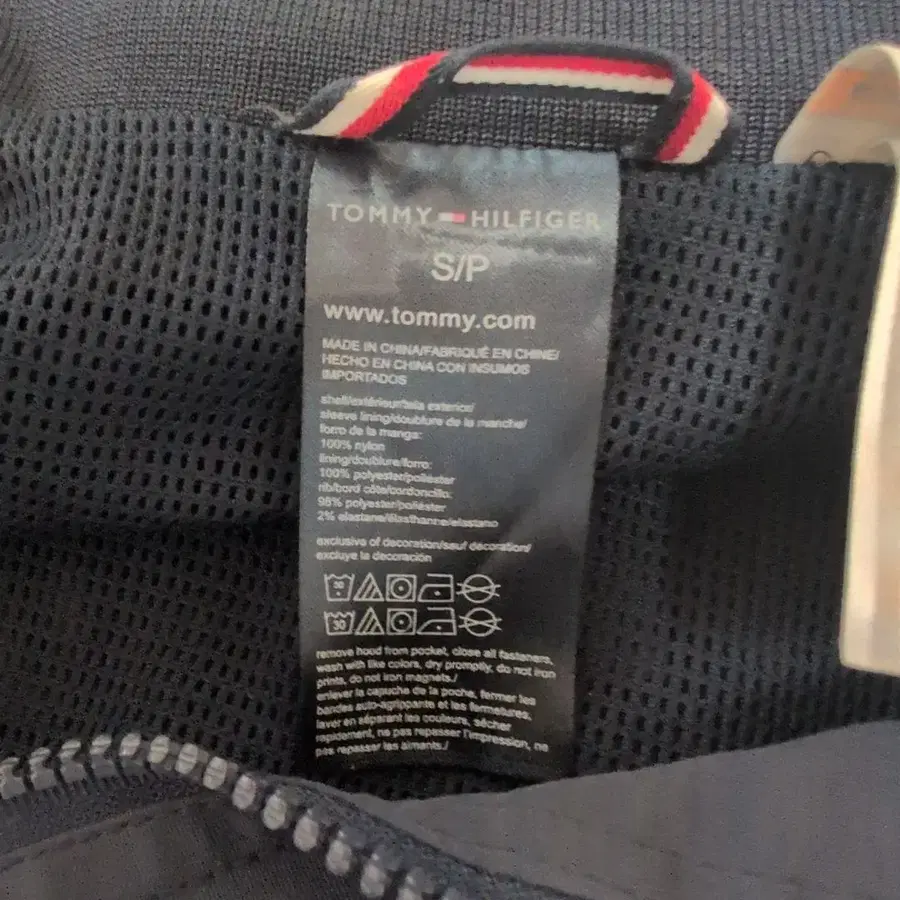 TOMMY HILFIGER
S/P
www.tommy.com
MADE IN CHINA/FABRIQUÉ EN CHINE/
HECHO EN CHINA CON INSUMOS
IMPORTADOS
shell/extérieur/tela exterior/
sleeve lining/doublure de la manche/
forro de la manga:
100% nylon
lining/doublure/forro:
100% polyester/poliéster
rib/bord côte/cordoncillo:
98% polyester/poliéster
2% elastane/élasthanne/elastano
exclusive of decoration/sauf décoration/
excluye la decoración
30
30
remove hood from pocket, close all fasteners,
wash with like colors, dry promptly, do not iron
prints, do not iron magnets./
enlever la capuche de la poche, fermer les
bandes auto-agrippante et les fermetures,
laver en séparant les couleurs, sécher
rapidement, ne pas repasser l'impression, ne
pas repasser les aimants./